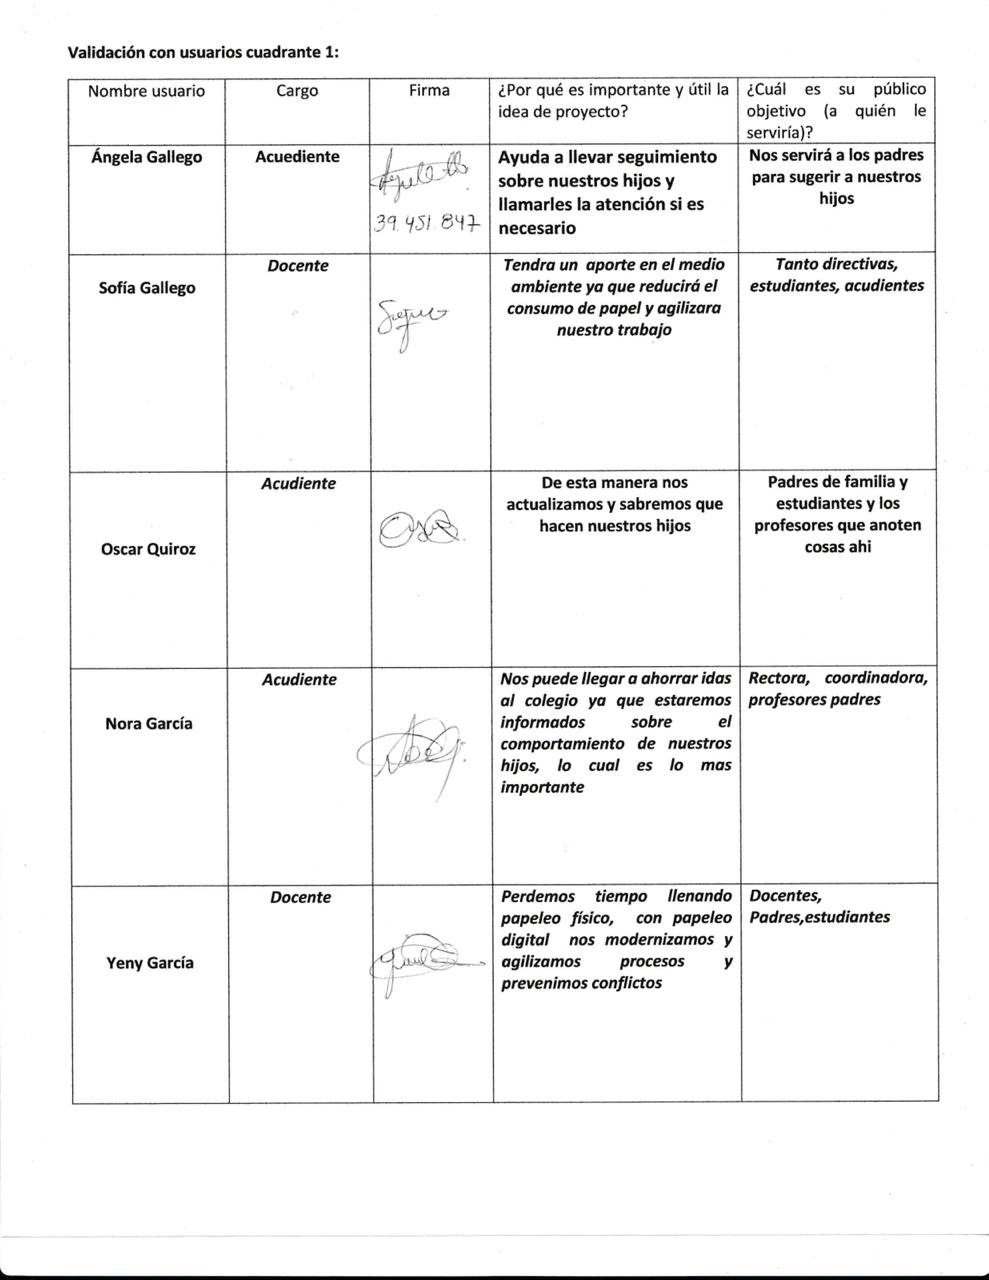 Validación con usuarios cuadrante 1:
Nombre usuario
Cargo
Firma
¿Por qué es importante y útil la
idea de proyecto?
¿Cuál es su público
objetivo (a quién le
serviría)?
Ángela Gallego
Acuediente
39.451.847
Ayuda a llevar seguimiento
sobre nuestros hijos y
llamarles la atención si es
necesario
Nos servirá a los padres
para sugerir a nuestros
hijos
Sofía Gallego
Docente
Tendra un aporte en el medio
ambiente ya que reducirá el
consumo de papel y agilizara
nuestro trabajo
Tanto directivas,
estudiantes, acudientes
Oscar Quiroz
Acudiente
De esta manera nos
actualizamos y sabremos que
hacen nuestros hijos
Padres de familia y
estudiantes y los
profesores que anoten
cosas ahi
Nora García
Acudiente
Nos puede llegar a ahorrar idas
al colegio ya que estaremos
informados sobre el
comportamiento de nuestros
hijos, lo cual es lo mas
importante
Rectora, coordinadora,
profesores padres
Yeny García
Docente
Perdemos tiempo llenando
papeleo físico, con papeleo
digital nos modernizamos y
agilizamos procesos y
prevenimos conflictos
Docentes,
Padres,estudiantes